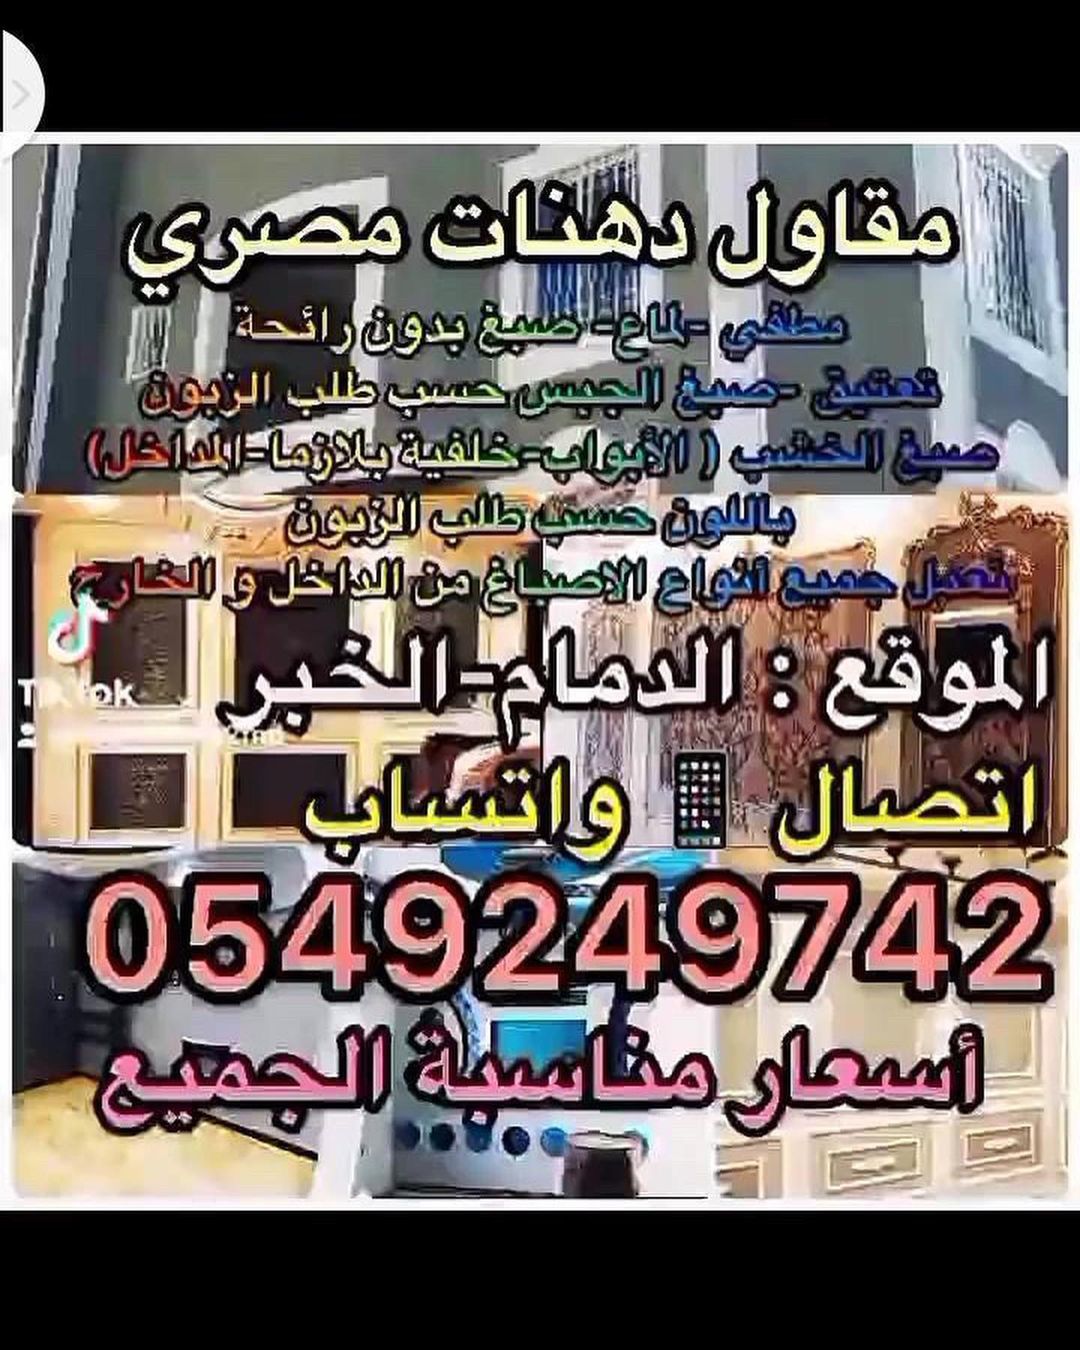 مقاول دهنات مصري
مطفي -لماع- صبغ بدون رائحة
تعتيق -صبغ الجبس حسب طلب الزبون
صبغ الخشب ( الأبواب-خلفية بلازما-المداخل)
باللون حسب طلب الزبون
نعمل جميع أنواع الاصباغ من الداخل و الخارج
TikTok
الموقع : الدمام-الخبر
اتصال 📱 واتساب
0549249742
أسعار مناسبة الجميع